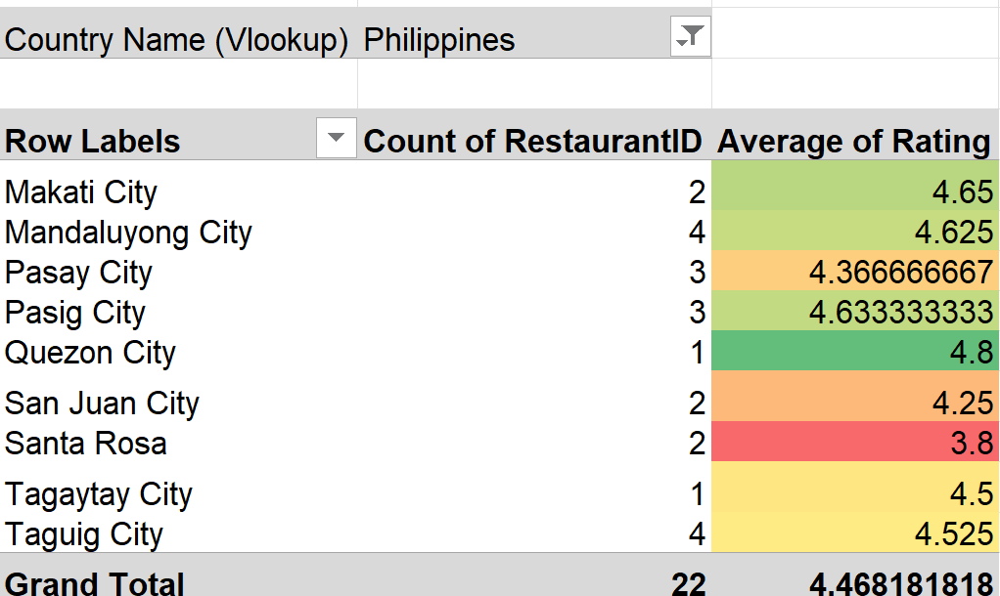 Country Name (Vlookup) Philippines
Row Labels Count of RestaurantID Average of Rating
Makati City 2 4.65
Mandaluyong City 4 4.625
Pasay City 3 4.366666667
Pasig City 3 4.633333333
Quezon City 1 4.8
San Juan City 2 4.25
Santa Rosa 2 3.8
Tagaytay City 1 4.5
Taguig City 4 4.525
Grand Total 22 4.468181818